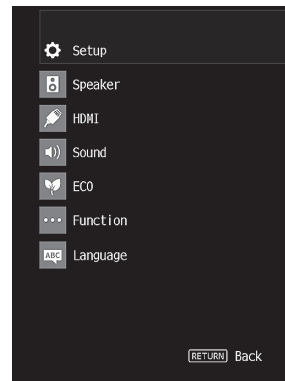 Setup
Speaker
HDMI
Sound
ECO
Function
ABC Language
RETURN Back